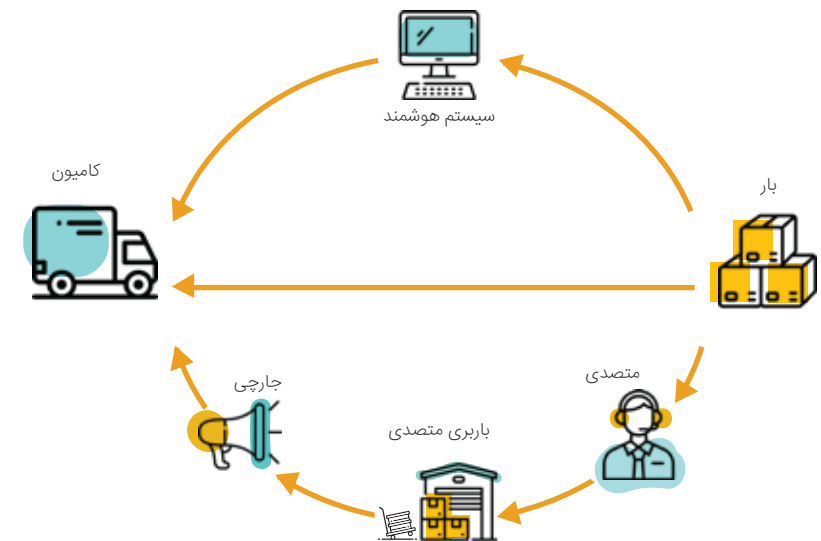 سیستم هوشمند
کامیون
بار
متصدی
جارچی
باربری متصدی